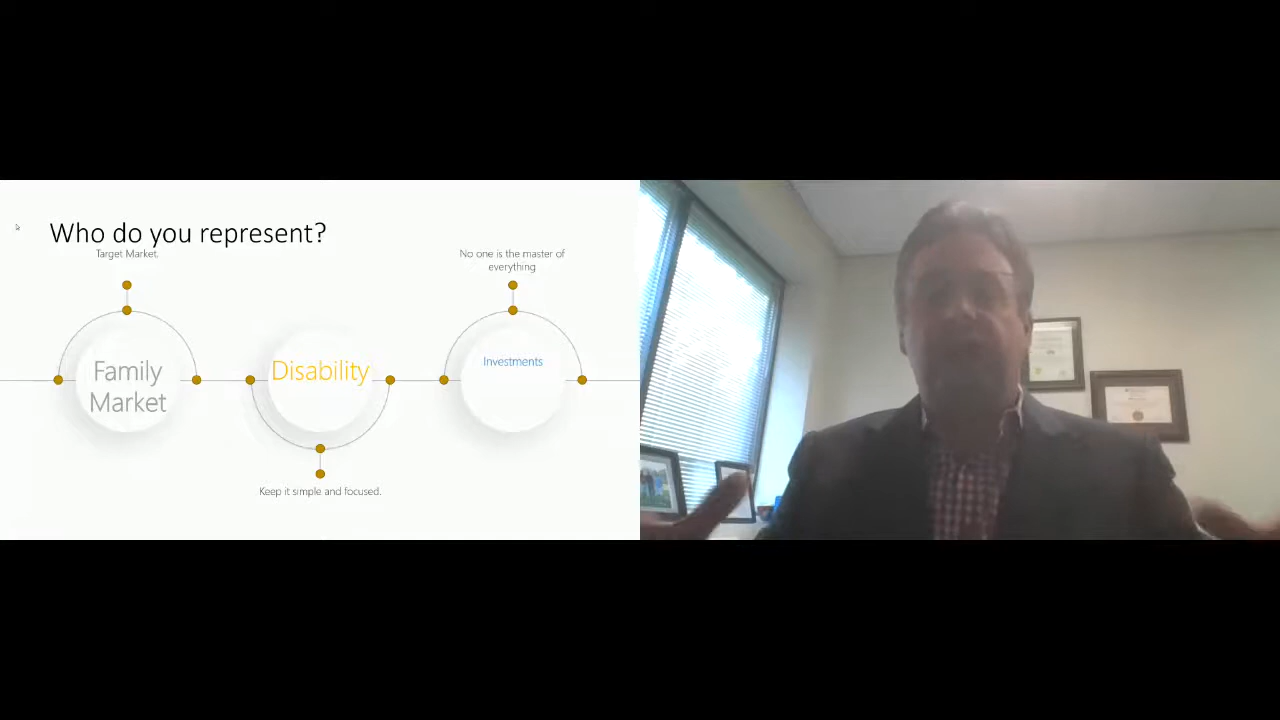 Who do you represent?
Target Market.
No one is the master of
everything
Family
Market
Disability
Investments
Keep it simple and focused.